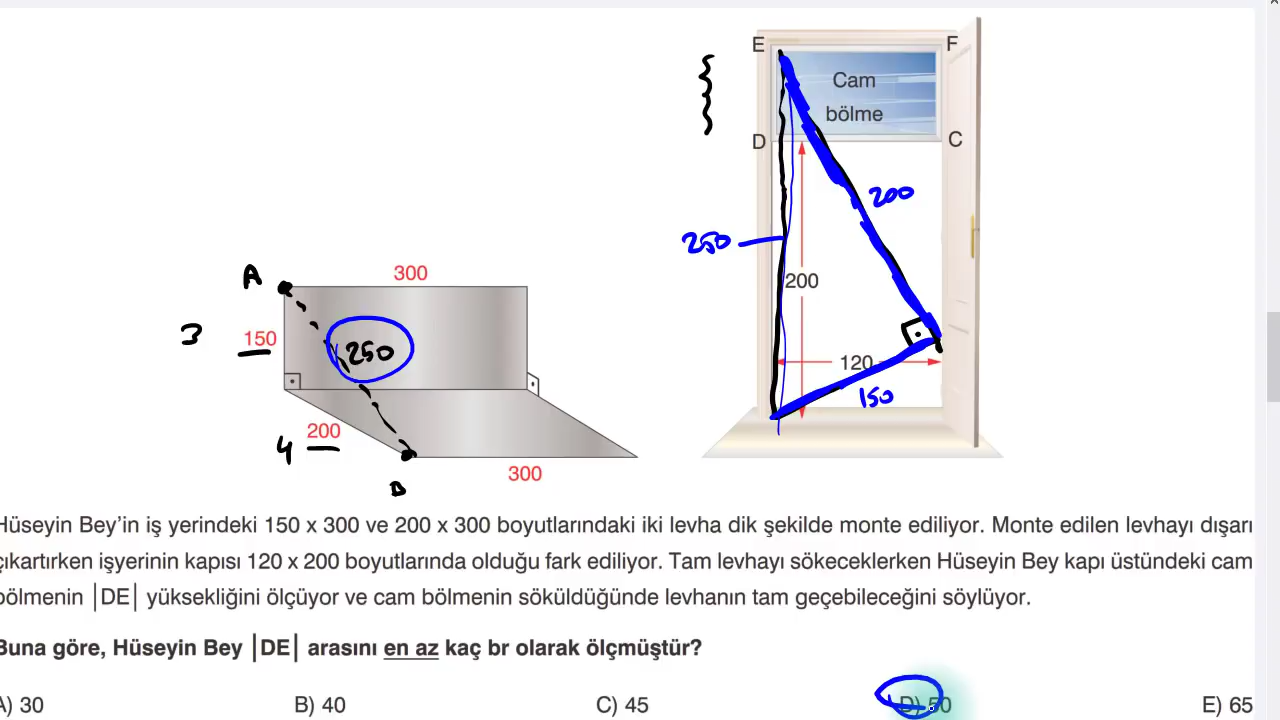 E
F
Cam
bölme
D
C
200
250
200
120
150
A
300
3
150
250
4
200
300
B
Hüseyin Bey’in iş yerindeki 150 x 300 ve 200 x 300 boyutlarındaki iki levha dik şekilde monte ediliyor. Monte edilen levhayı dışarı
çıkartırken işyerinin kapısı 120 x 200 boyutlarında olduğu fark ediliyor. Tam levhayı sökeceklerken Hüseyin Bey kapı üstündeki cam
bölmenin |DE| yüksekliğini ölçüyor ve cam bölmenin söküldüğünde levhanın tam geçebileceğini söylüyor.
Buna göre, Hüseyin Bey |DE| arasını en az kaç br olarak ölçmüştür?
A) 30 B) 40 C) 45 D) 50 E) 65